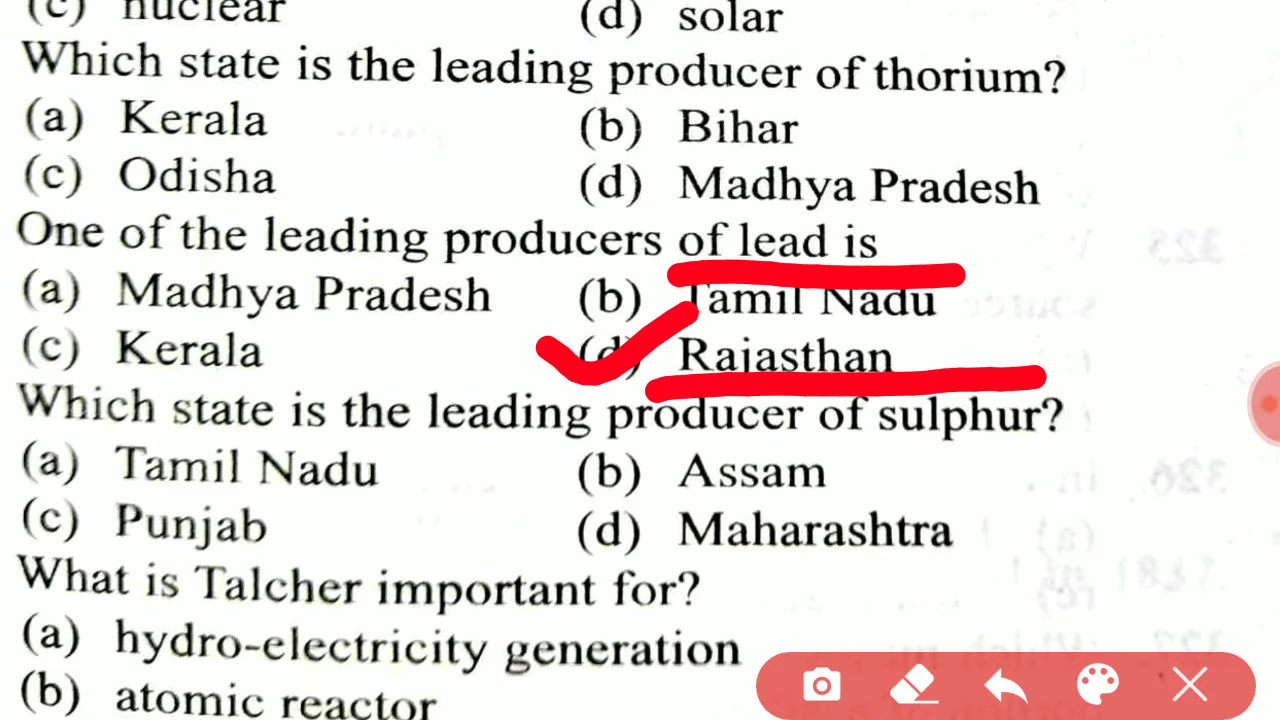 (c) nuclear (d) solar
Which state is the leading producer of thorium?
(a) Kerala (b) Bihar
(c) Odisha (d) Madhya Pradesh
One of the leading producers of lead is
(a) Madhya Pradesh (b) Tamil Nadu
(c) Kerala (d) Rajasthan
Which state is the leading producer of sulphur?
(a) Tamil Nadu (b) Assam
(c) Punjab (d) Maharashtra
What is Talcher important for?
(a) hydro-electricity generation
(b) atomic reactor